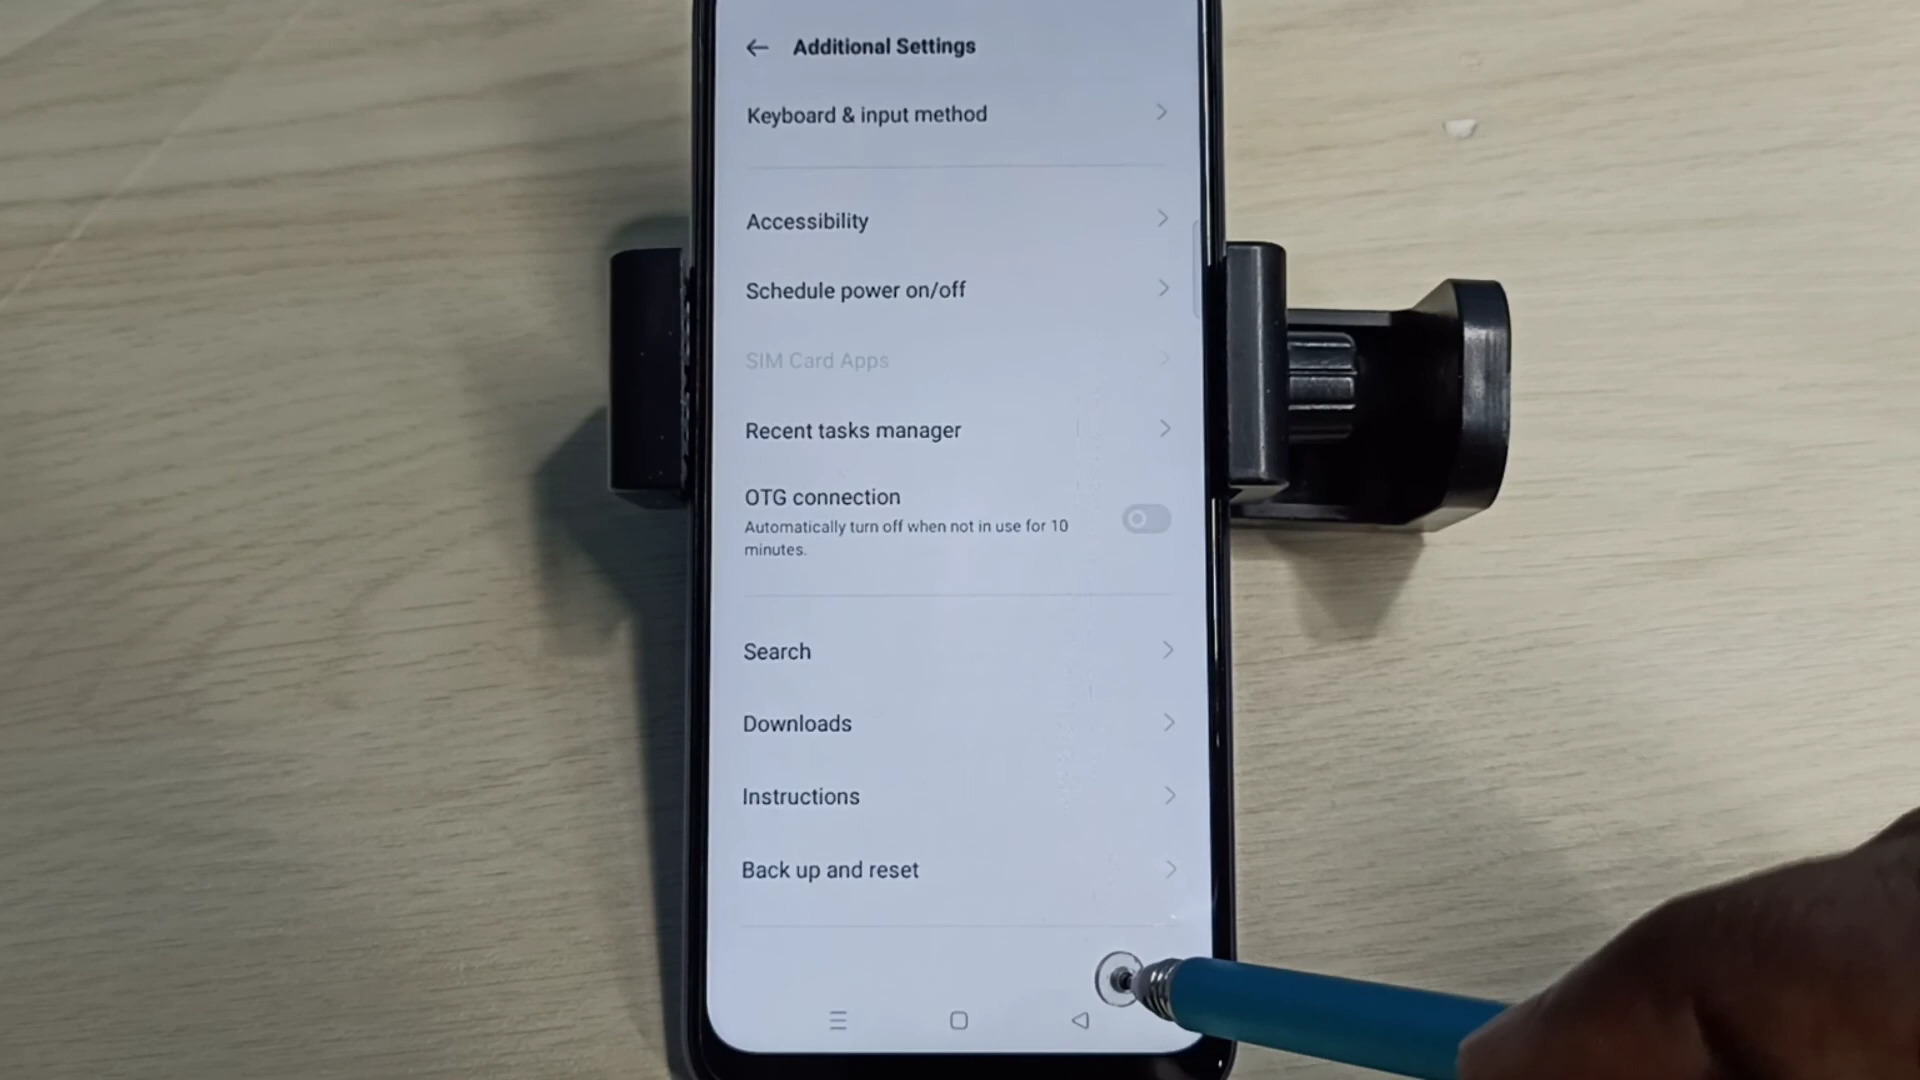 Additional Settings
Keyboard & input method
Accessibility
Schedule power on/off
SIM Card Apps
Recent tasks manager
OTG connection
Automatically turn off when not in use for 10
minutes.
Search
Downloads
Instructions
Back up and reset